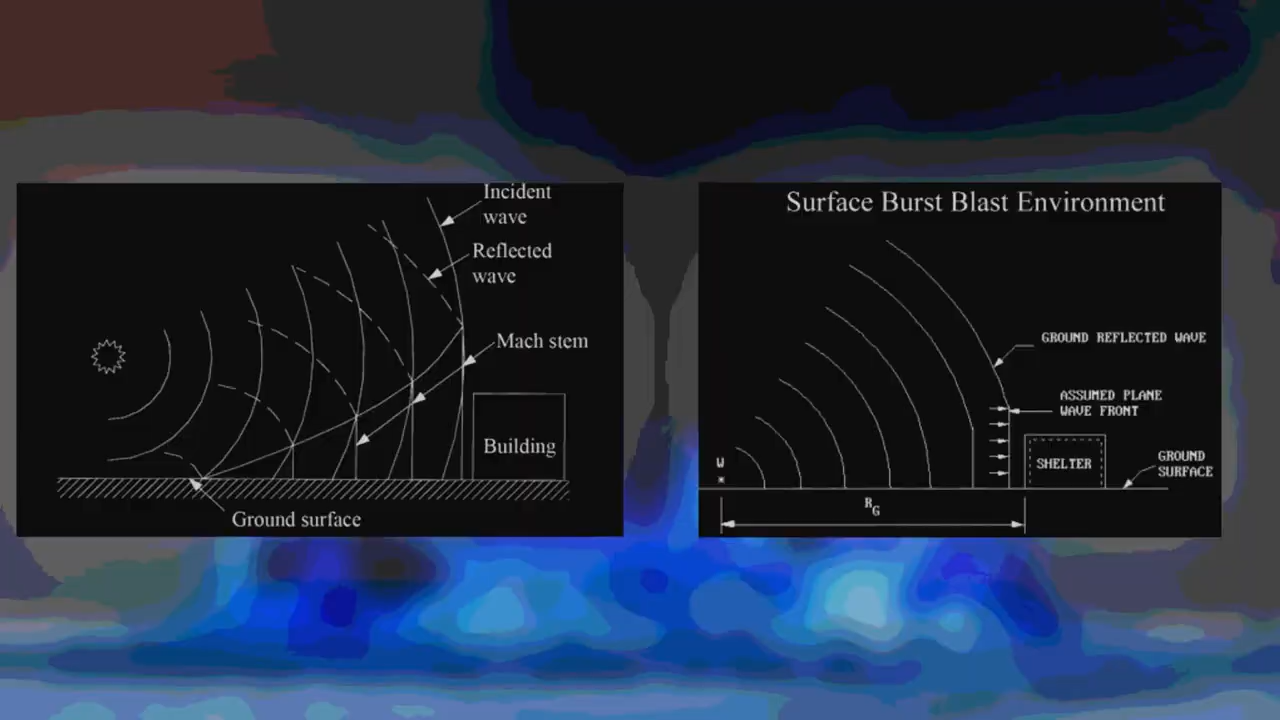 Incident
wave
Reflected
wave
Mach stem
Building
Ground surface
Surface Burst Blast Environment
GROUND REFLECTED WAVE
ASSUMED PLANE
WAVE FRONT
W
SHELTER
GROUND
SURFACE
RG